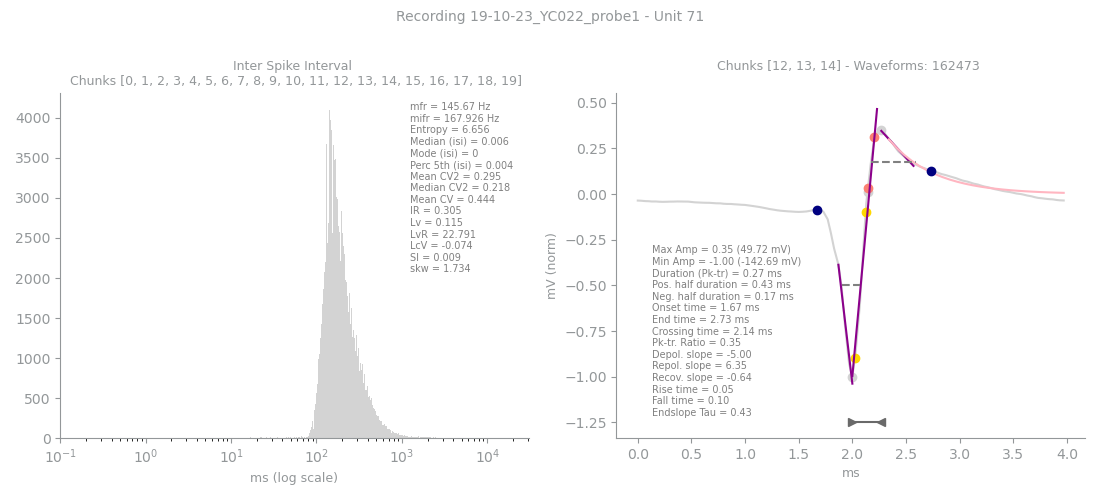 Recording 19-10-23_YC022_probe1 - Unit 71
Inter Spike Interval
Chunks [0, 1, 2, 3, 4, 5, 6, 7, 8, 9, 10, 11, 12, 13, 14, 15, 16, 17, 18, 19]
4000
3500
3000
2500
2000
1500
1000
500
0
mfr = 145.67 Hz
mifr = 167.926 Hz
Entropy = 6.656
Median (isi) = 0.006
Mode (isi) = 0
Perc 5th (isi) = 0.004
Mean CV2 = 0.295
Median CV2 = 0.218
Mean CV = 0.444
IR = 0.305
Lv = 0.115
LvR = 22.791
LcV = -0.074
SI = 0.009
skw = 1.734
10⁻¹ 10⁰ 10¹ 10² 10³ 10⁴
ms (log scale)
Chunks [12, 13, 14] - Waveforms: 162473
mV (norm)
0.50
0.25
0.00
−0.25
−0.50
−0.75
−1.00
−1.25
Max Amp = 0.35 (49.72 mV)
Min Amp = -1.00 (-142.69 mV)
Duration (Pk-tr) = 0.27 ms
Pos. half duration = 0.43 ms
Neg. half duration = 0.17 ms
Onset time = 1.67 ms
End time = 2.73 ms
Crossing time = 2.14 ms
Pk-tr. Ratio = 0.35
Depol. slope = -5.00
Repol. slope = 6.35
Recov. slope = -0.64
Rise time = 0.05
Fall time = 0.10
Endslope Tau = 0.43
0.0 0.5 1.0 1.5 2.0 2.5 3.0 3.5 4.0
ms